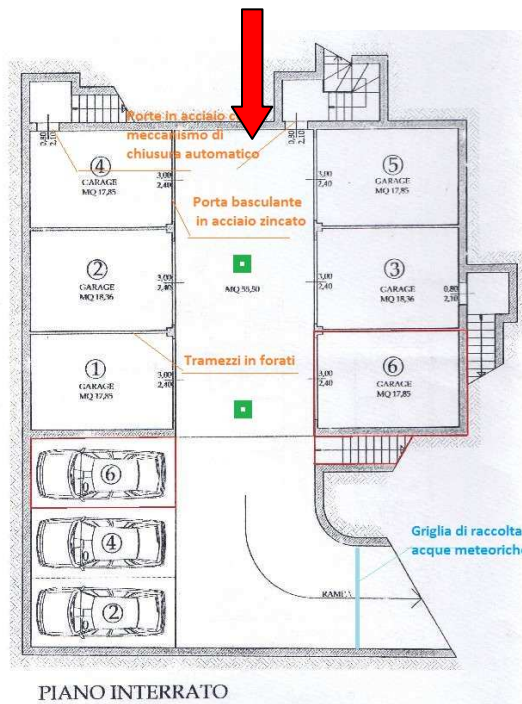 Porte in acciaio c
meccanismo di
chiusura automatico
0,80
2,10
0,80
2,10
4
GARAGE
MQ 17,85
3,00
2,40
5
GARAGE
MQ 17,85
3,00
2,40
Porta basculante
in acciaio zincato
2
GARAGE
MQ 18,36
3,00
2,40
MQ 55,50
3,00
2,40
3
GARAGE
MQ 18,36
0,80
2,10
Tramezzi in forati
1
GARAGE
MQ 17,85
3,00
2,40
3,00
2,40
6
GARAGE
MQ 17,85
6
4
2
Griglia di raccolta
acque meteoriche
PIANO INTERRATO